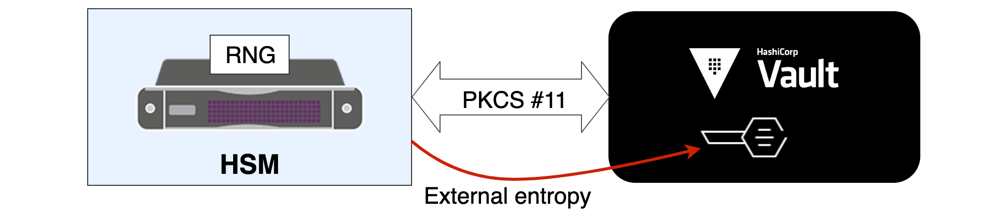 RNG
HSM
PKCS #11
External entropy
HashiCorp
Vault